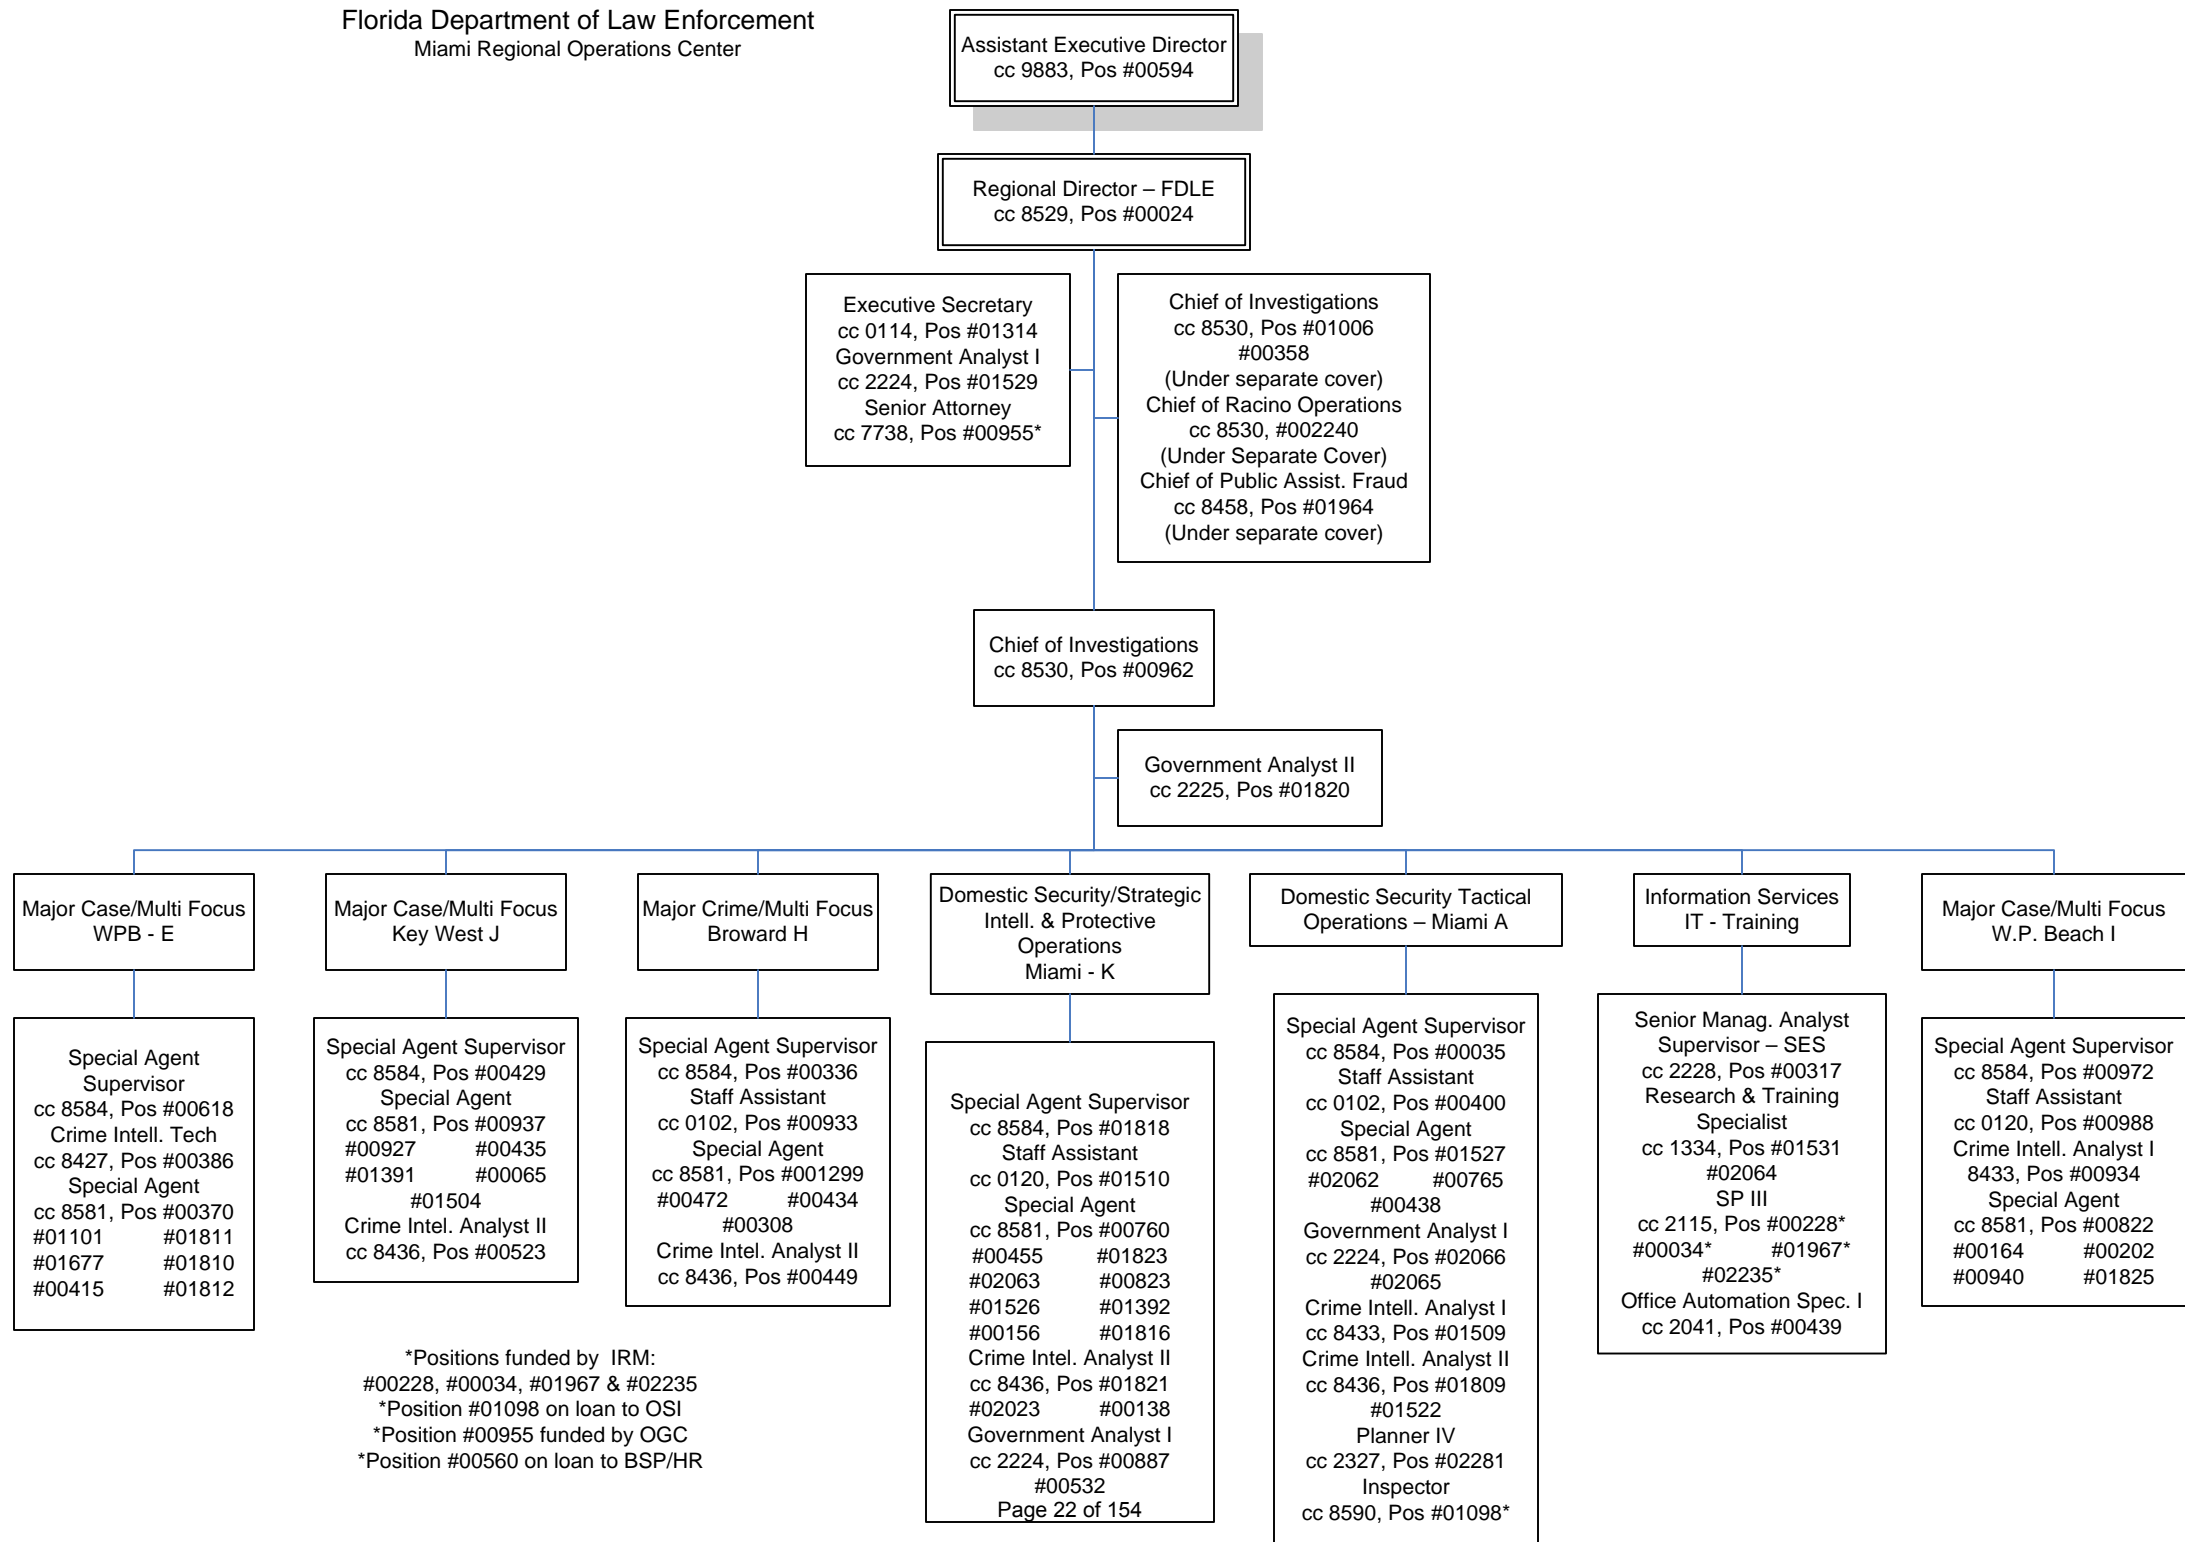 Florida Department of Law Enforcement
Miami Regional Operations Center
Assistant Executive Director
cc 9883, Pos #00594
Regional Director – FDLE
cc 8529, Pos #00024
Executive Secretary
cc 0114, Pos #01314
Government Analyst I
cc 2224, Pos #01529
Senior Attorney
cc 7738, Pos #00955*
Chief of Investigations
cc 8530, Pos #01006
#00358
(Under separate cover)
Chief of Racino Operations
cc 8530, #002240
(Under Separate Cover)
Chief of Public Assist. Fraud
cc 8458, Pos #01964
(Under separate cover)
Chief of Investigations
cc 8530, Pos #00962
Government Analyst II
cc 2225, Pos #01820
Major Case/Multi Focus
WPB - E
Major Case/Multi Focus
Key West J
Major Crime/Multi Focus
Broward H
Domestic Security/Strategic
Intell. & Protective
Operations
Miami - K
Domestic Security Tactical
Operations – Miami A
Information Services
IT - Training
Major Case/Multi Focus
W.P. Beach I
Special Agent
Supervisor
cc 8584, Pos #00618
Crime Intell. Tech
cc 8427, Pos #00386
Special Agent
cc 8581, Pos #00370
#01101 #01811
#01677 #01810
#00415 #01812
Special Agent Supervisor
cc 8584, Pos #00429
Special Agent
cc 8581, Pos #00937
#00927 #00435
#01391 #00065
#01504
Crime Intel. Analyst II
cc 8436, Pos #00523
Special Agent Supervisor
cc 8584, Pos #00336
Staff Assistant
cc 0102, Pos #00933
Special Agent
cc 8581, Pos #001299
#00472 #00434
#00308
Crime Intel. Analyst II
cc 8436, Pos #00449
Special Agent Supervisor
cc 8584, Pos #01818
Staff Assistant
cc 0120, Pos #01510
Special Agent
cc 8581, Pos #00760
#00455 #01823
#02063 #00823
#01526 #01392
#00156 #01816
Crime Intel. Analyst II
cc 8436, Pos #01821
#02023 #00138
Government Analyst I
cc 2224, Pos #00887
#00532
Page 22 of 154
Special Agent Supervisor
cc 8584, Pos #00035
Staff Assistant
cc 0102, Pos #00400
Special Agent
cc 8581, Pos #01527
#02062 #00765
#00438
Government Analyst I
cc 2224, Pos #02066
#02065
Crime Intell. Analyst I
cc 8433, Pos #01509
Crime Intell. Analyst II
cc 8436, Pos #01809
#01522
Planner IV
cc 2327, Pos #02281
Inspector
cc 8590, Pos #01098*
Senior Manag. Analyst
Supervisor – SES
cc 2228, Pos #00317
Research & Training
Specialist
cc 1334, Pos #01531
#02064
SP III
cc 2115, Pos #00228*
#00034* #01967*
#02235*
Office Automation Spec. I
cc 2041, Pos #00439
Special Agent Supervisor
cc 8584, Pos #00972
Staff Assistant
cc 0120, Pos #00988
Crime Intell. Analyst I
8433, Pos #00934
Special Agent
cc 8581, Pos #00822
#00164 #00202
#00940 #01825
*Positions funded by IRM:
#00228, #00034, #01967 & #02235
*Position #01098 on loan to OSI
*Position #00955 funded by OGC
*Position #00560 on loan to BSP/HR